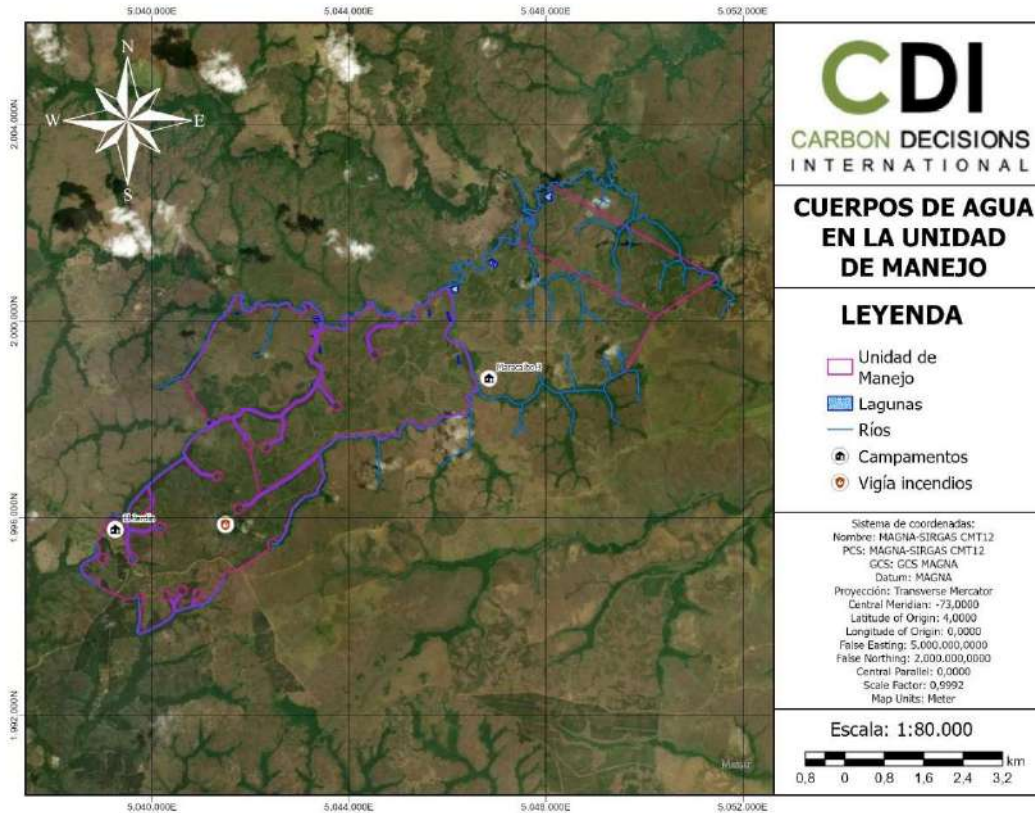 5.040.000E
5.044.000E
5.048.000E
5.052.000E
2.004.000N
2.000.000N
1.996.000N
1.992.000N
N
W
E
S
Maxar
5.040.000E
5.044.000E
5.048.000E
5.052.000E
CDI
CARBON DECISIONS
INTERNATIONAL
CUERPOS DE AGUA
EN LA UNIDAD
DE MANEJO
LEYENDA
Unidad de
Manejo
Lagunas
Ríos
Campamentos
Vigía incendios
Sistema de coordenadas:
Nombre: MAGNA-SIRGAS CMT12
PCS: MAGNA-SIRGAS CMT12
GCS: GCS MAGNA
Datum: MAGNA
Proyección: Transverse Mercator
Central Meridian: -73,0000
Latitude of Origin: 4,0000
Longitude of Origin: 0,0000
False Easting: 5.000.000,0000
False Northing: 2.000.000,0000
Central Parallel: 0,0000
Scale Factor: 0,9992
Map Units: Meter
Escala: 1:80.000
km
0,8 0 0,8 1,6 2,4 3,2